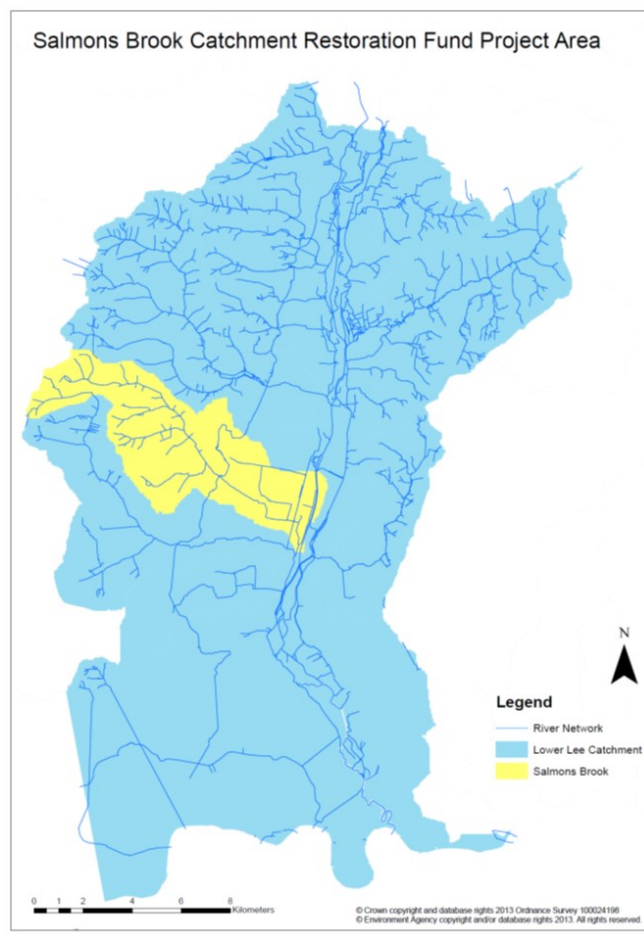 Salmons Brook Catchment Restoration Fund Project Area
N
Legend
River Network
Lower Lee Catchment
Salmons Brook
0 1 2 4 6 8
Kilometers
© Crown copyright and database rights 2013 Ordnance Survey 100024198
© Environment Agency copyright and/or database rights 2013. All rights reserved.